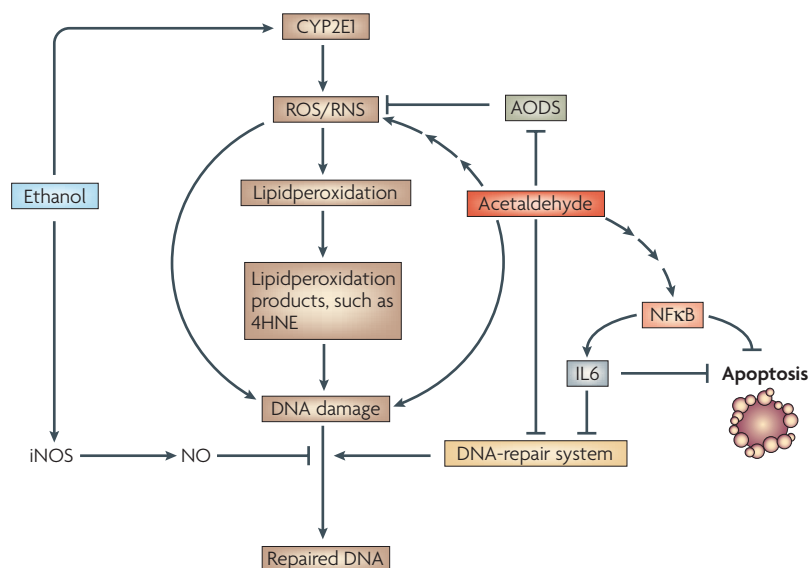 CYP2E1
ROS/RNS
AODS
Ethanol
Lipidperoxidation
Acetaldehyde
Lipidperoxidation
products, such as
4HNE
NFκB
IL6
Apoptosis
DNA damage
iNOS
NO
DNA-repair system
Repaired DNA